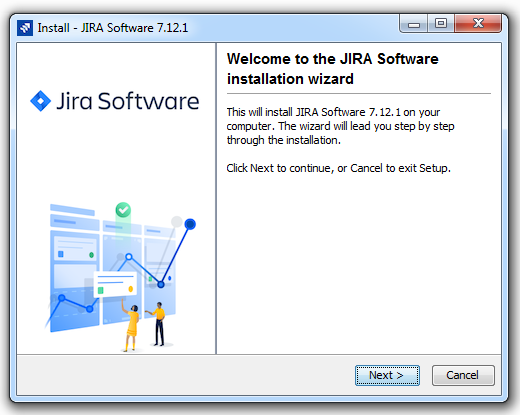 Install - JIRA Software 7.12.1
Jira Software
Welcome to the JIRA Software
installation wizard
This will install JIRA Software 7.12.1 on your
computer. The wizard will lead you step by step
through the installation.
Click Next to continue, or Cancel to exit Setup.
Next >
Cancel